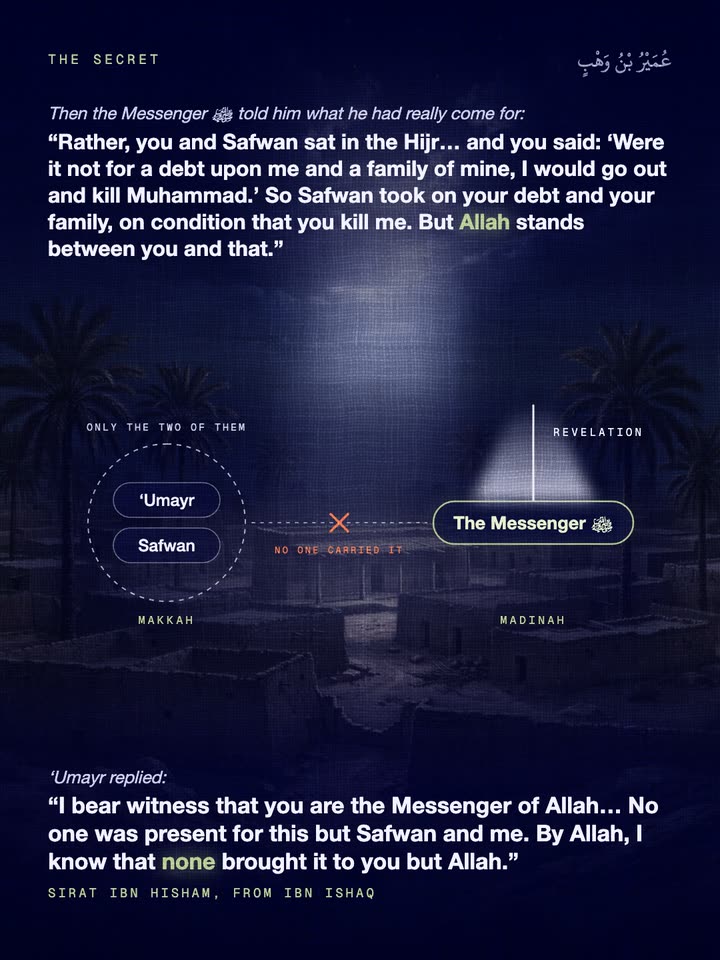 THE SECRET
عُمَيْرُ بْنُ وَهْبٍ
Then the Messenger ﷺ told him what he had really come for:
“Rather, you and Safwan sat in the Hijr… and you said: ‘Were
it not for a debt upon me and a family of mine, I would go out
and kill Muhammad.’ So Safwan took on your debt and your
family, on condition that you kill me. But Allah stands
between you and that.”
ONLY THE TWO OF THEM
REVELATION
‘Umayr
Safwan
The Messenger ﷺ
NO ONE CARRIED IT
MAKKAH
MADINAH
‘Umayr replied:
“I bear witness that you are the Messenger of Allah… No
one was present for this but Safwan and me. By Allah, I
know that none brought it to you but Allah.”
SIRAT IBN HISHAM, FROM IBN ISHAQ